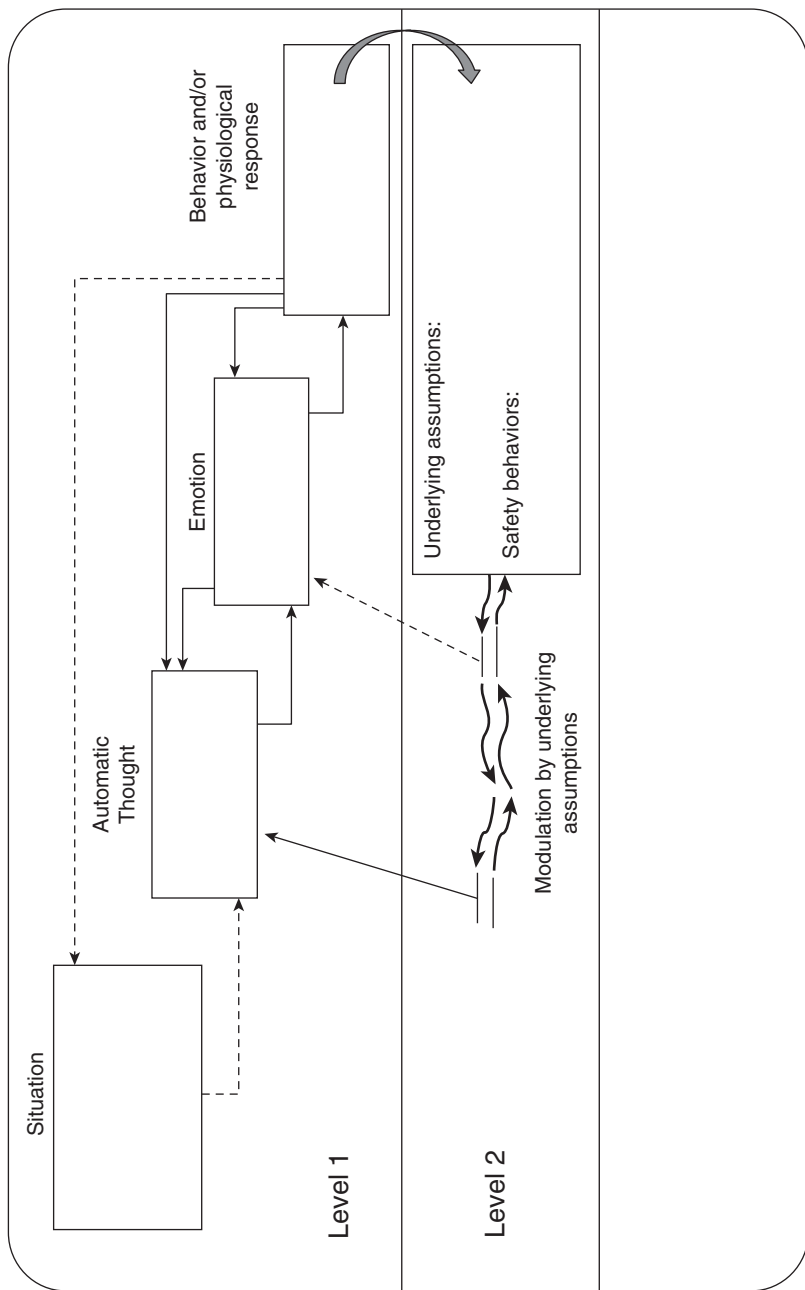 Situation
Automatic
Thought
Emotion
Behavior and/or
physiological
response
Level 1
Underlying assumptions:
Safety behaviors:
Modulation by underlying
assumptions
Level 2